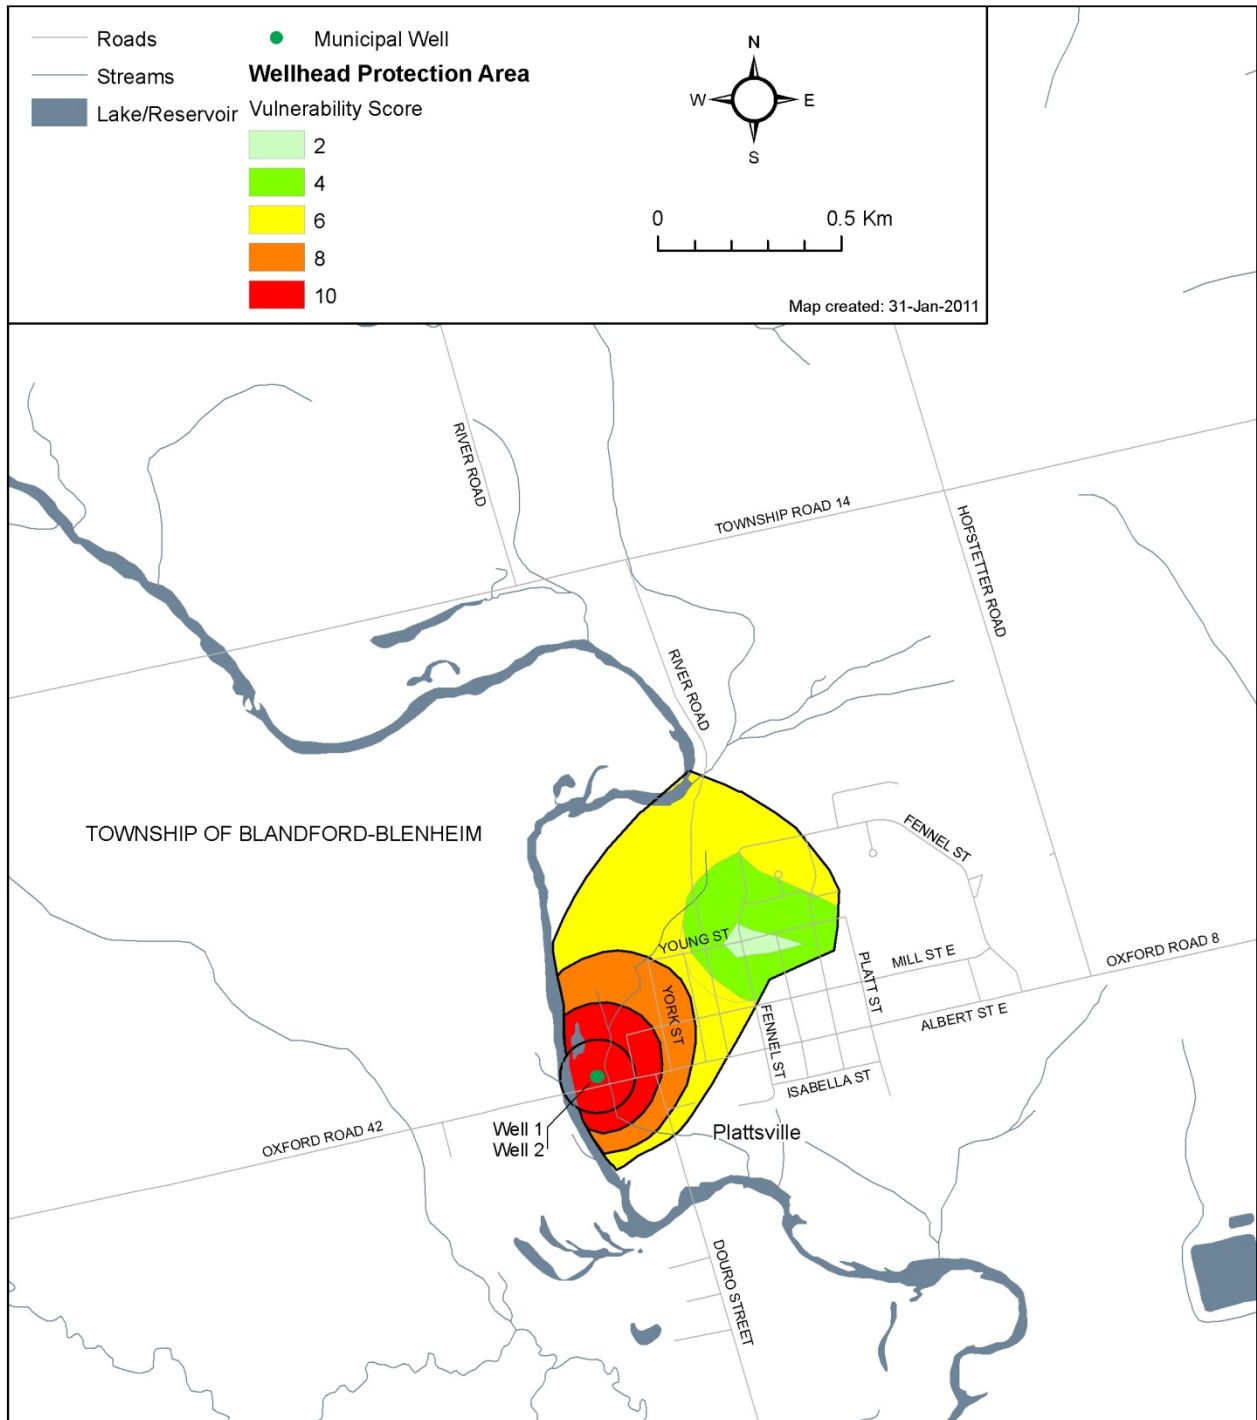 Roads
Streams
Lake/Reservoir
Municipal Well
Wellhead Protection Area
Vulnerability Score
2
4
6
8
10
N
W
E
S
0
0.5 Km
Map created: 31-Jan-2011
RIVER ROAD
TOWNSHIP ROAD 14
HOFSTETTER ROAD
RIVER ROAD
TOWNSHIP OF BLANDFORD-BLENHEIM
FENNEL ST
YOUNG ST
MILL ST E
OXFORD ROAD 8
PLATT ST
YORK ST
FENNEL ST
ALBERT ST E
ISABELLA ST
OXFORD ROAD 42
Well 1
Well 2
Plattsville
DOURO STREET